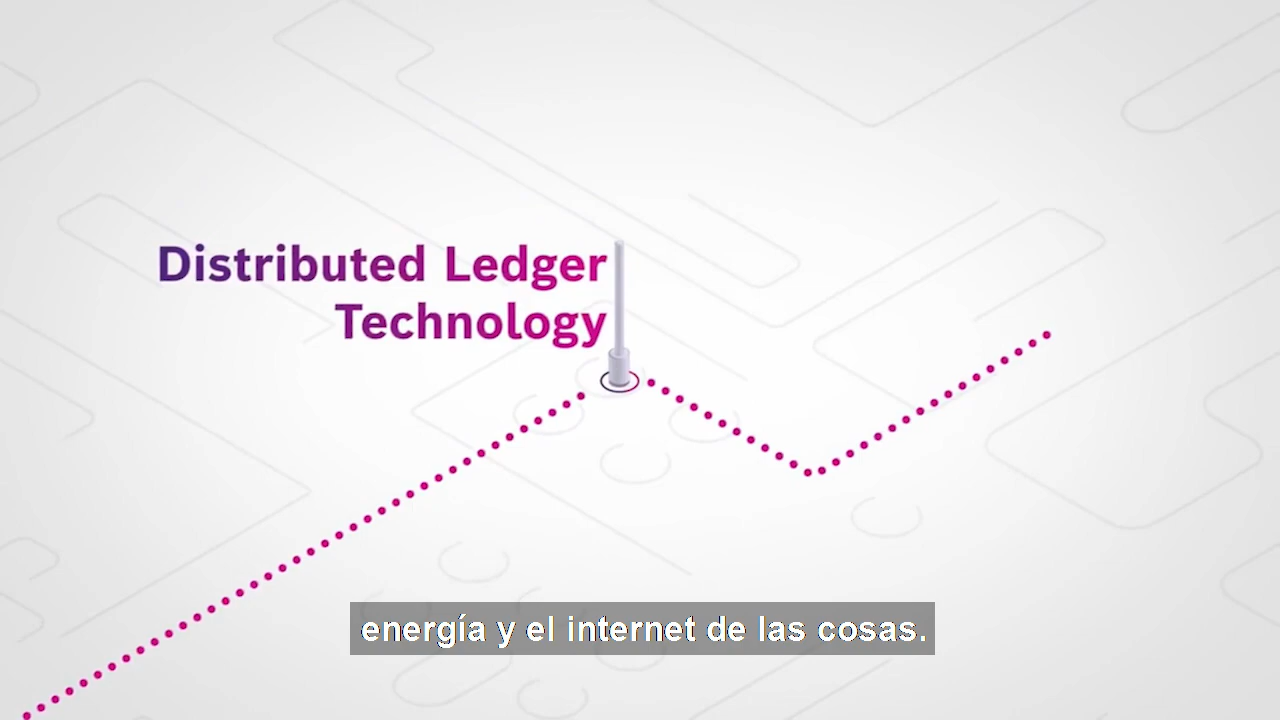 Distributed Ledger
Technology
energía y el internet de las cosas.